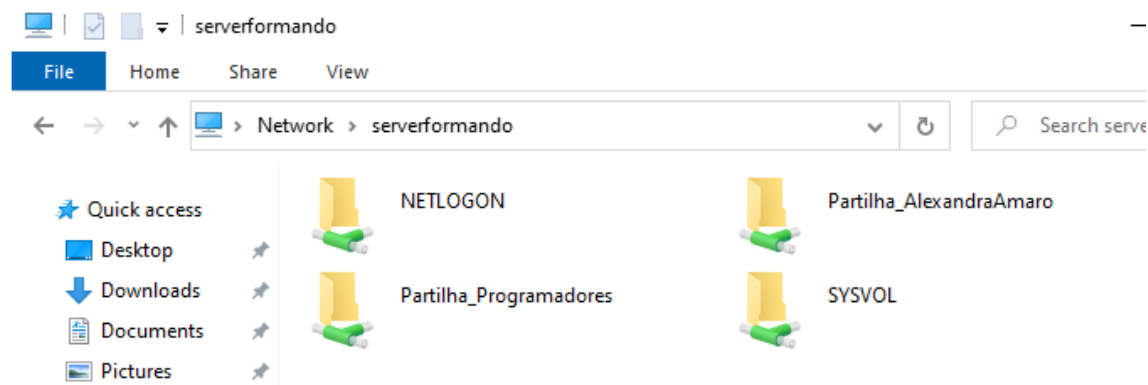 serverformando
File Home Share View
Network > serverformando Search serve
Quick access
Desktop
Downloads
Documents
Pictures
NETLOGON Partilha_AlexandraAmaro
Partilha_Programadores SYSVOL